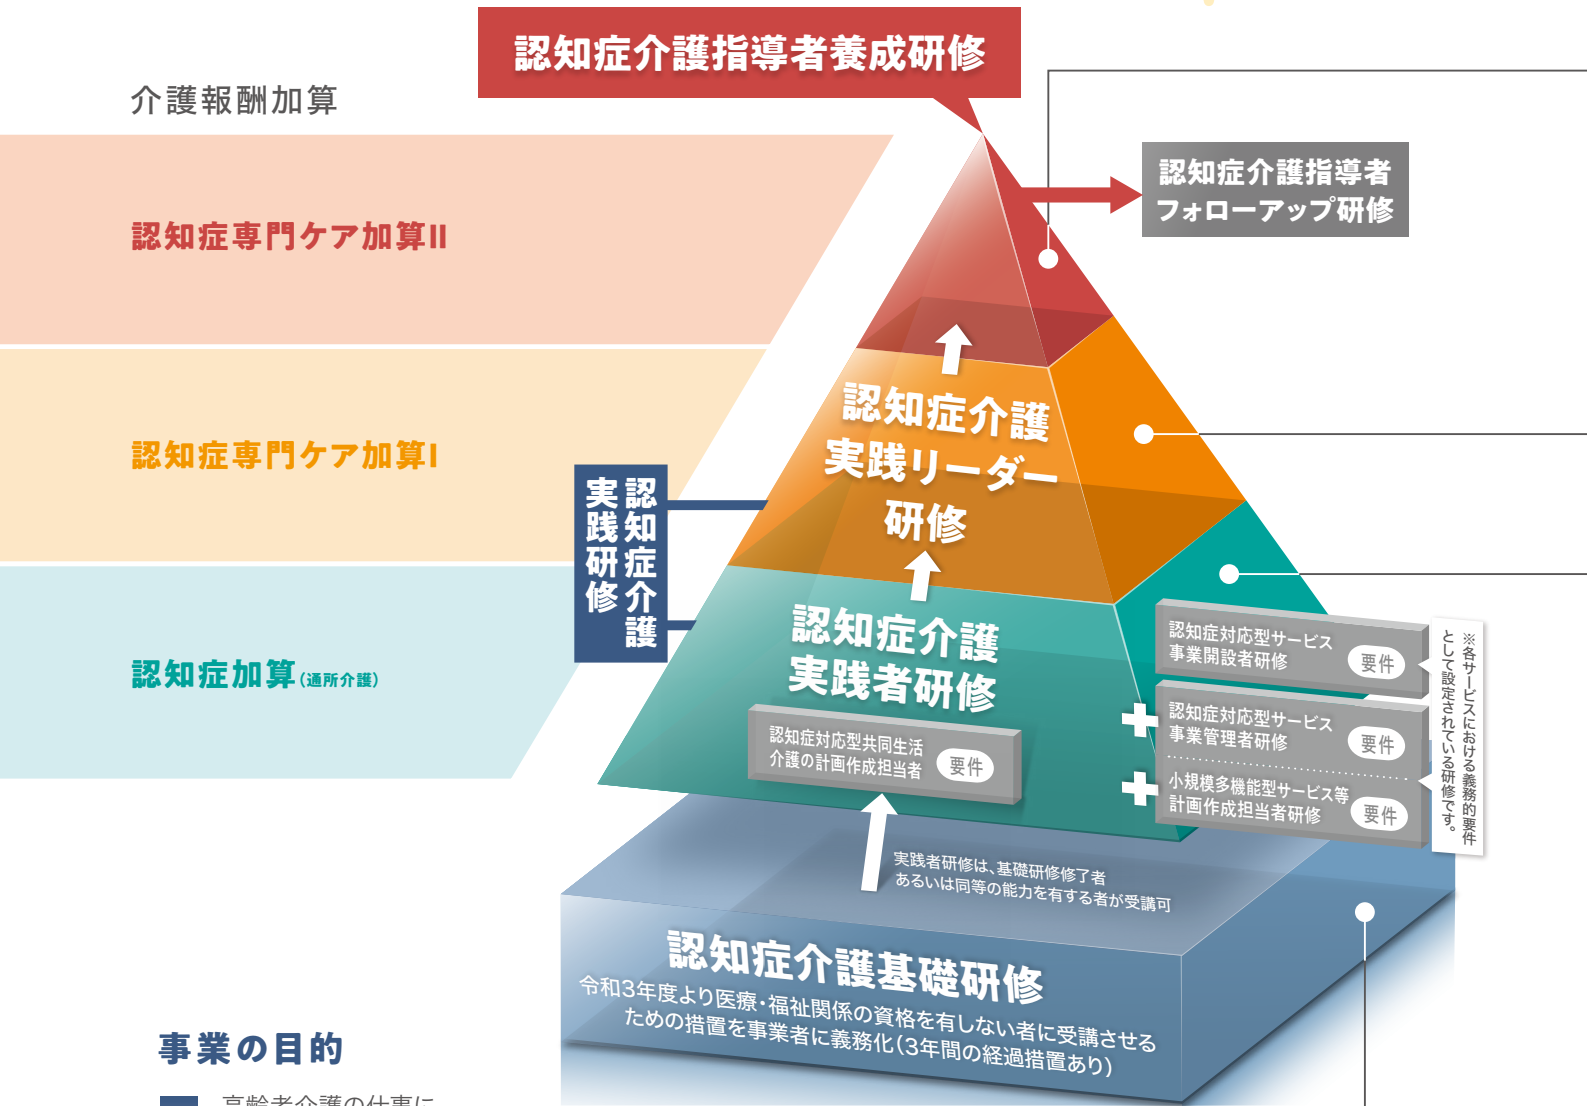 認知症介護指導者養成研修
介護報酬加算
認知症介護指導者
フォローアップ研修
認知症専門ケア加算II
認知症介護
実践リーダー
研修
認知症専門ケア加算I
認知症介護
実践研修
認知症介護
実践者研修
認知症加算(通所介護)
認知症対応型共同生活
介護の計画作成担当者
要件
認知症対応型サービス
事業開設者研修
要件
認知症対応型サービス
事業管理者研修
要件
小規模多機能型サービス等
計画作成担当者研修
要件
※各サービスにおける義務的要件
として設定されている研修です。
実践者研修は、基礎研修修了者
あるいは同等の能力を有する者が受講可
認知症介護基礎研修
令和3年度より医療・福祉関係の資格を有しない者に受講させる
ための措置を事業者に義務化(3年間の経過措置あり)
事業の目的
高齢者介護の仕事に